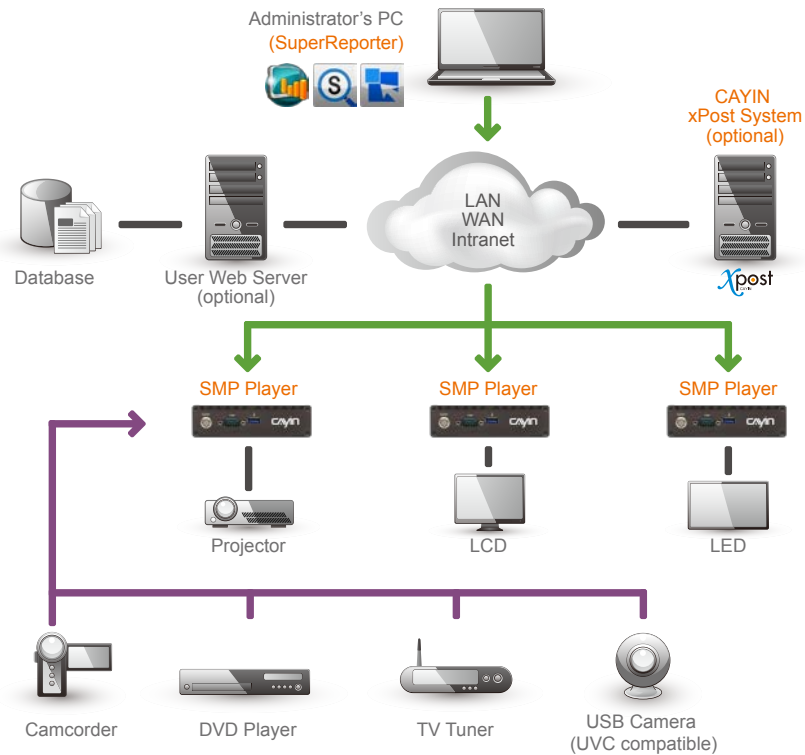 Administrator's PC
(SuperReporter)
S
CAYIN
xPost System
(optional)
LAN
WAN
Intranet
Database
User Web Server
(optional)
Xpost
CAYIN
SMP Player
SMP Player
SMP Player
CAYIN
CAYIN
CAYIN
Projector
LCD
LED
Camcorder
DVD Player
TV Tuner
USB Camera
(UVC compatible)